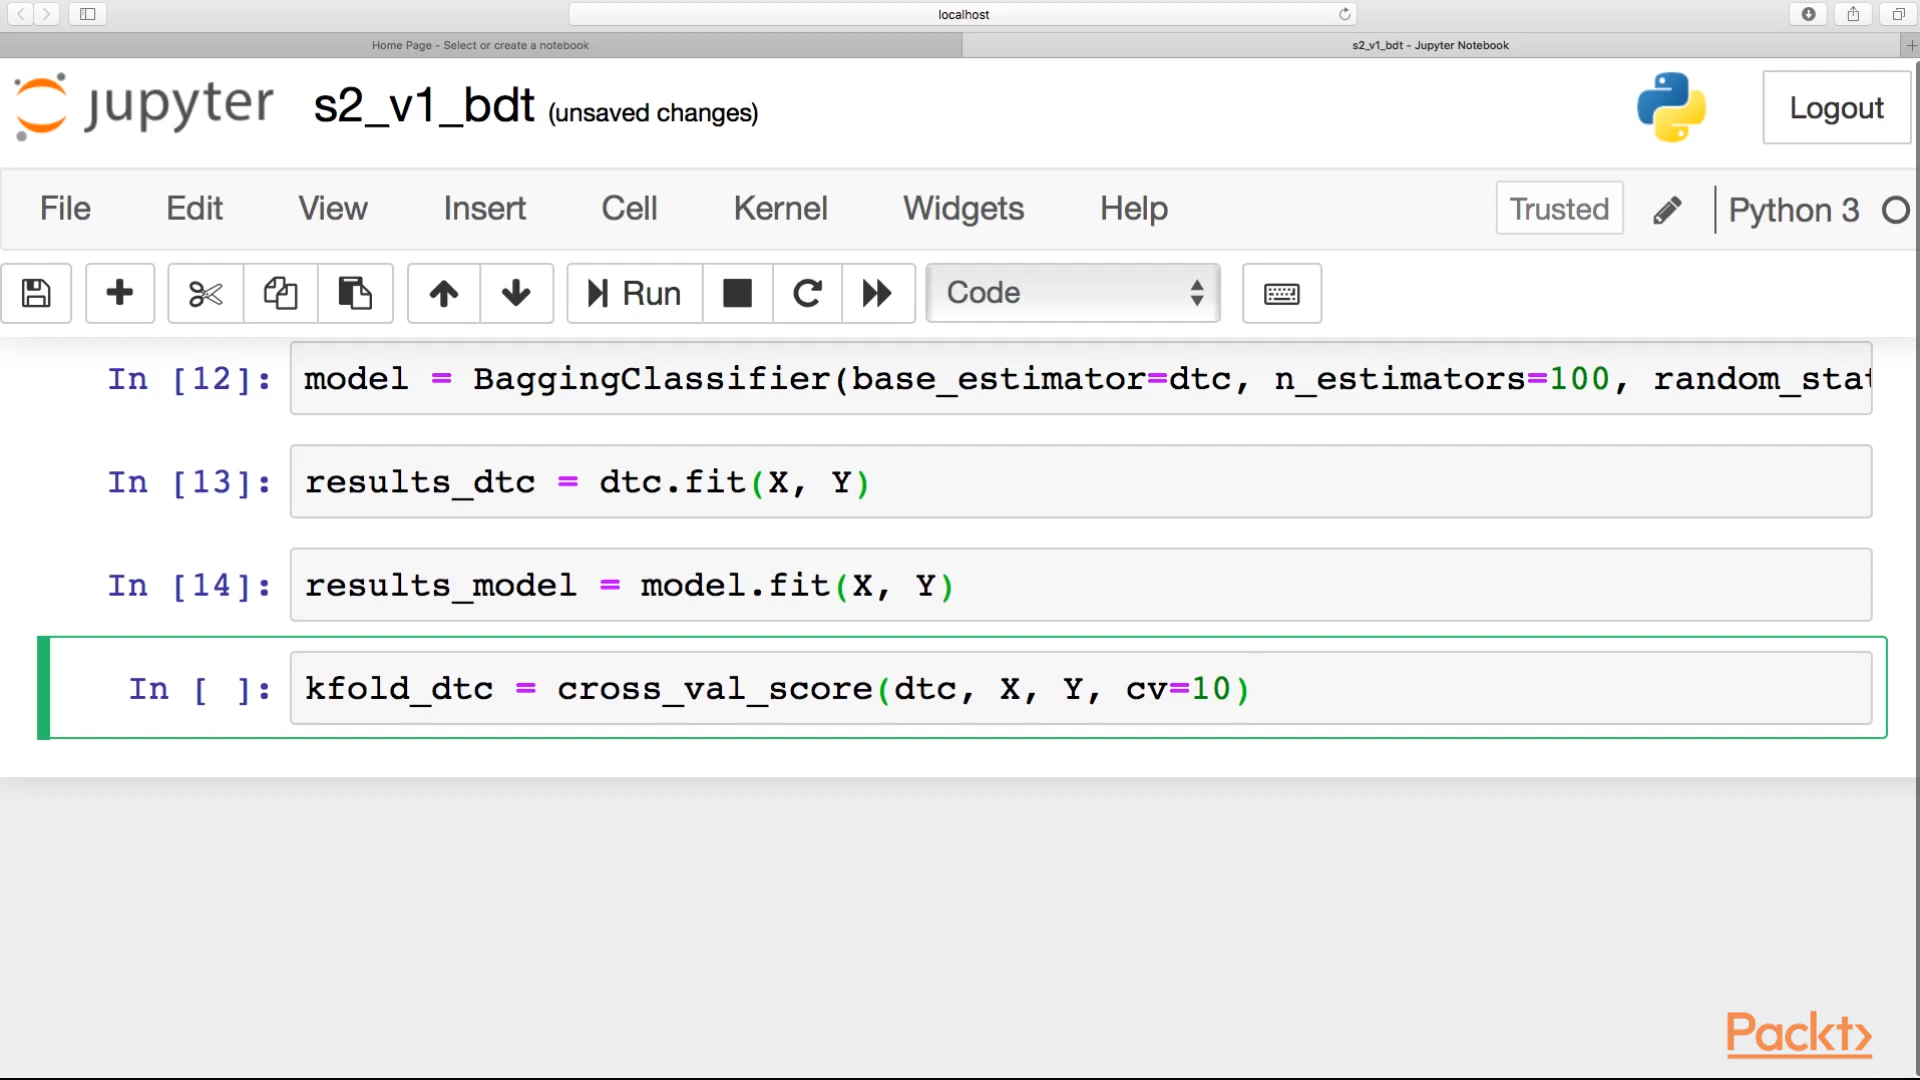 localhost
Home Page - Select or create a notebook
s2_v1_bdt - Jupyter Notebook
jupyter s2_v1_bdt (unsaved changes)
Logout
File Edit View Insert Cell Kernel Widgets Help Trusted Python 3
Run Code
In [12]: model = BaggingClassifier(base_estimator=dtc, n_estimators=100, random_stat
In [13]: results_dtc = dtc.fit(X, Y)
In [14]: results_model = model.fit(X, Y)
In [ ]: kfold_dtc = cross_val_score(dtc, X, Y, cv=10)
Packt>